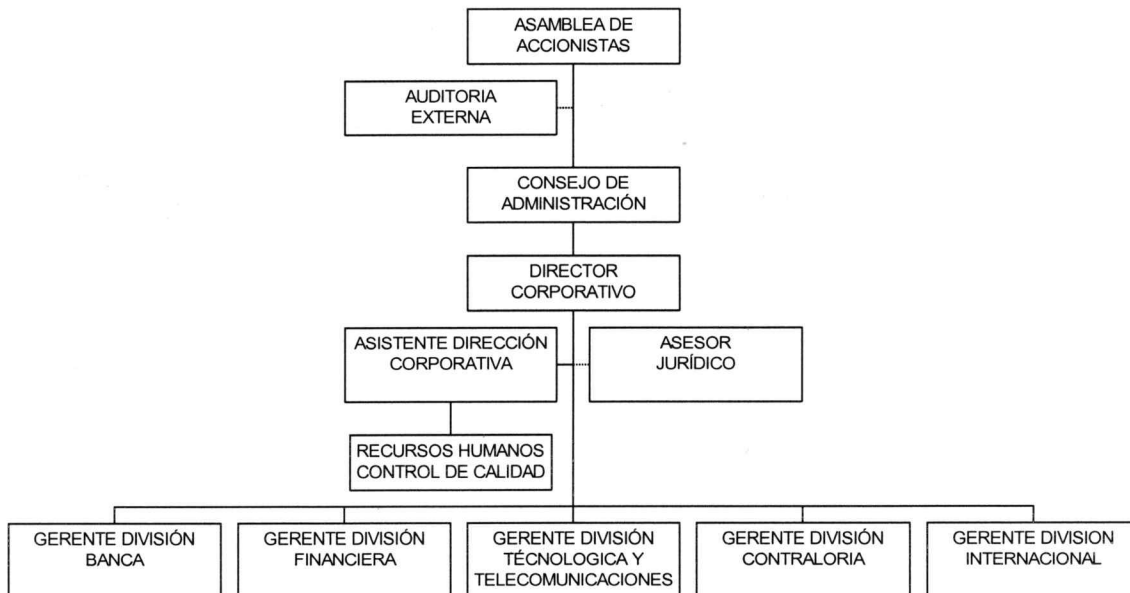 ASAMBLEA DE
ACCIONISTAS
AUDITORIA
EXTERNA
CONSEJO DE
ADMINISTRACIÓN
DIRECTOR
CORPORATIVO
ASISTENTE DIRECCIÓN
CORPORATIVA
ASESOR
JURÍDICO
RECURSOS HUMANOS
CONTROL DE CALIDAD
GERENTE DIVISIÓN
BANCA
GERENTE DIVISIÓN
FINANCIERA
GERENTE DIVISIÓN
TÉCNOLOGICA Y
TELECOMUNICACIONES
GERENTE DIVISIÓN
CONTRALORIA
GERENTE DIVISION
INTERNACIONAL